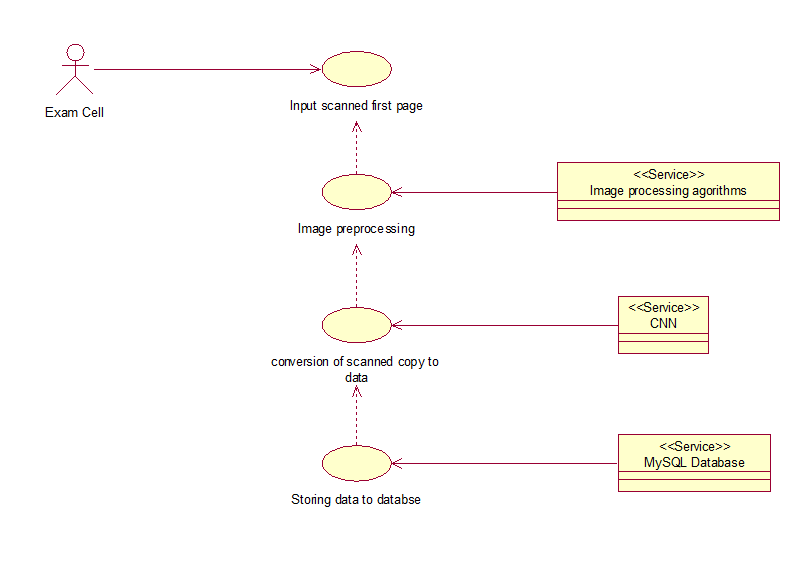 Exam Cell
Input scanned first page
<<Service>>
Image processing agorithms
Image preprocessing
<<Service>>
CNN
conversion of scanned copy to
data
<<Service>>
MySQL Database
Storing data to databse